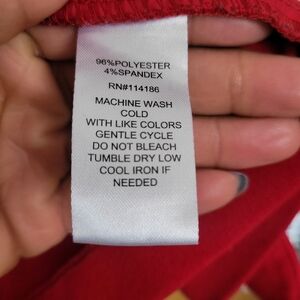 96%POLYESTER
4%SPANDEX
RN#114186
MACHINE WASH
COLD
WITH LIKE COLORS
GENTLE CYCLE
DO NOT BLEACH
TUMBLE DRY LOW
COOL IRON IF
NEEDED